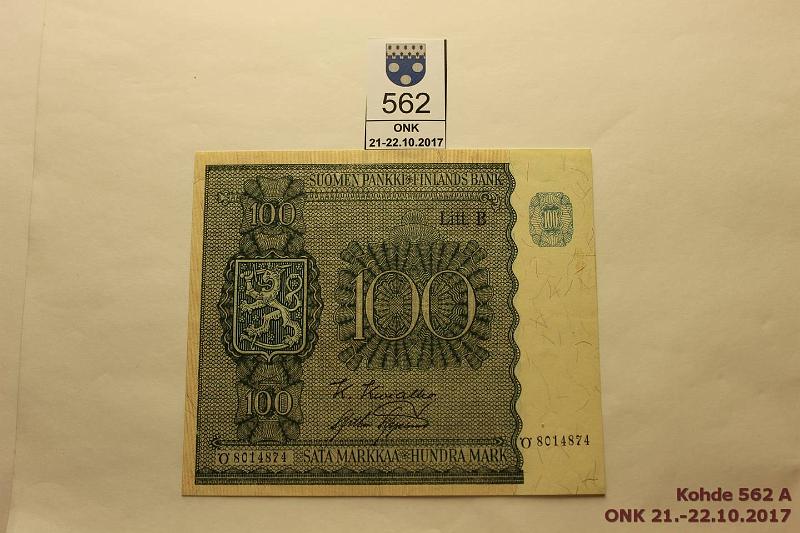 562
ONK
21-22.10.2017
SUOMEN PANKKI * FINLANDS BANK
100
Litt. B
100
100
100
Ö 8014874
Ö 8014874
SATA MARKKAA * HUNDRA MARK
Kohde 562 A
ONK 21.-22.10.2017